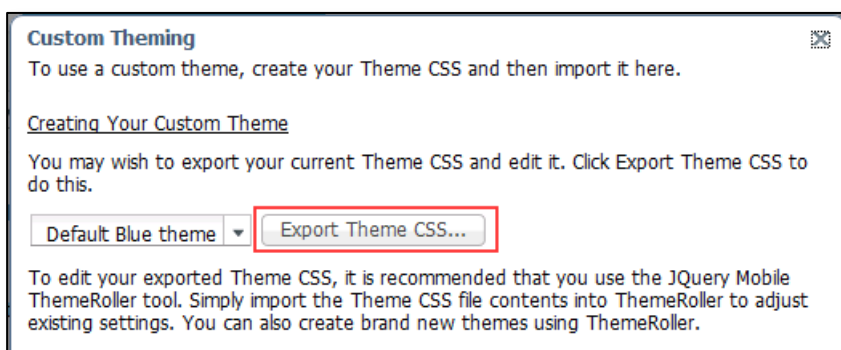 Custom Theming
To use a custom theme, create your Theme CSS and then import it here.
Creating Your Custom Theme
You may wish to export your current Theme CSS and edit it. Click Export Theme CSS to
do this.
Default Blue theme Export Theme CSS...
To edit your exported Theme CSS, it is recommended that you use the JQuery Mobile
ThemeRoller tool. Simply import the Theme CSS file contents into ThemeRoller to adjust
existing settings. You can also create brand new themes using ThemeRoller.